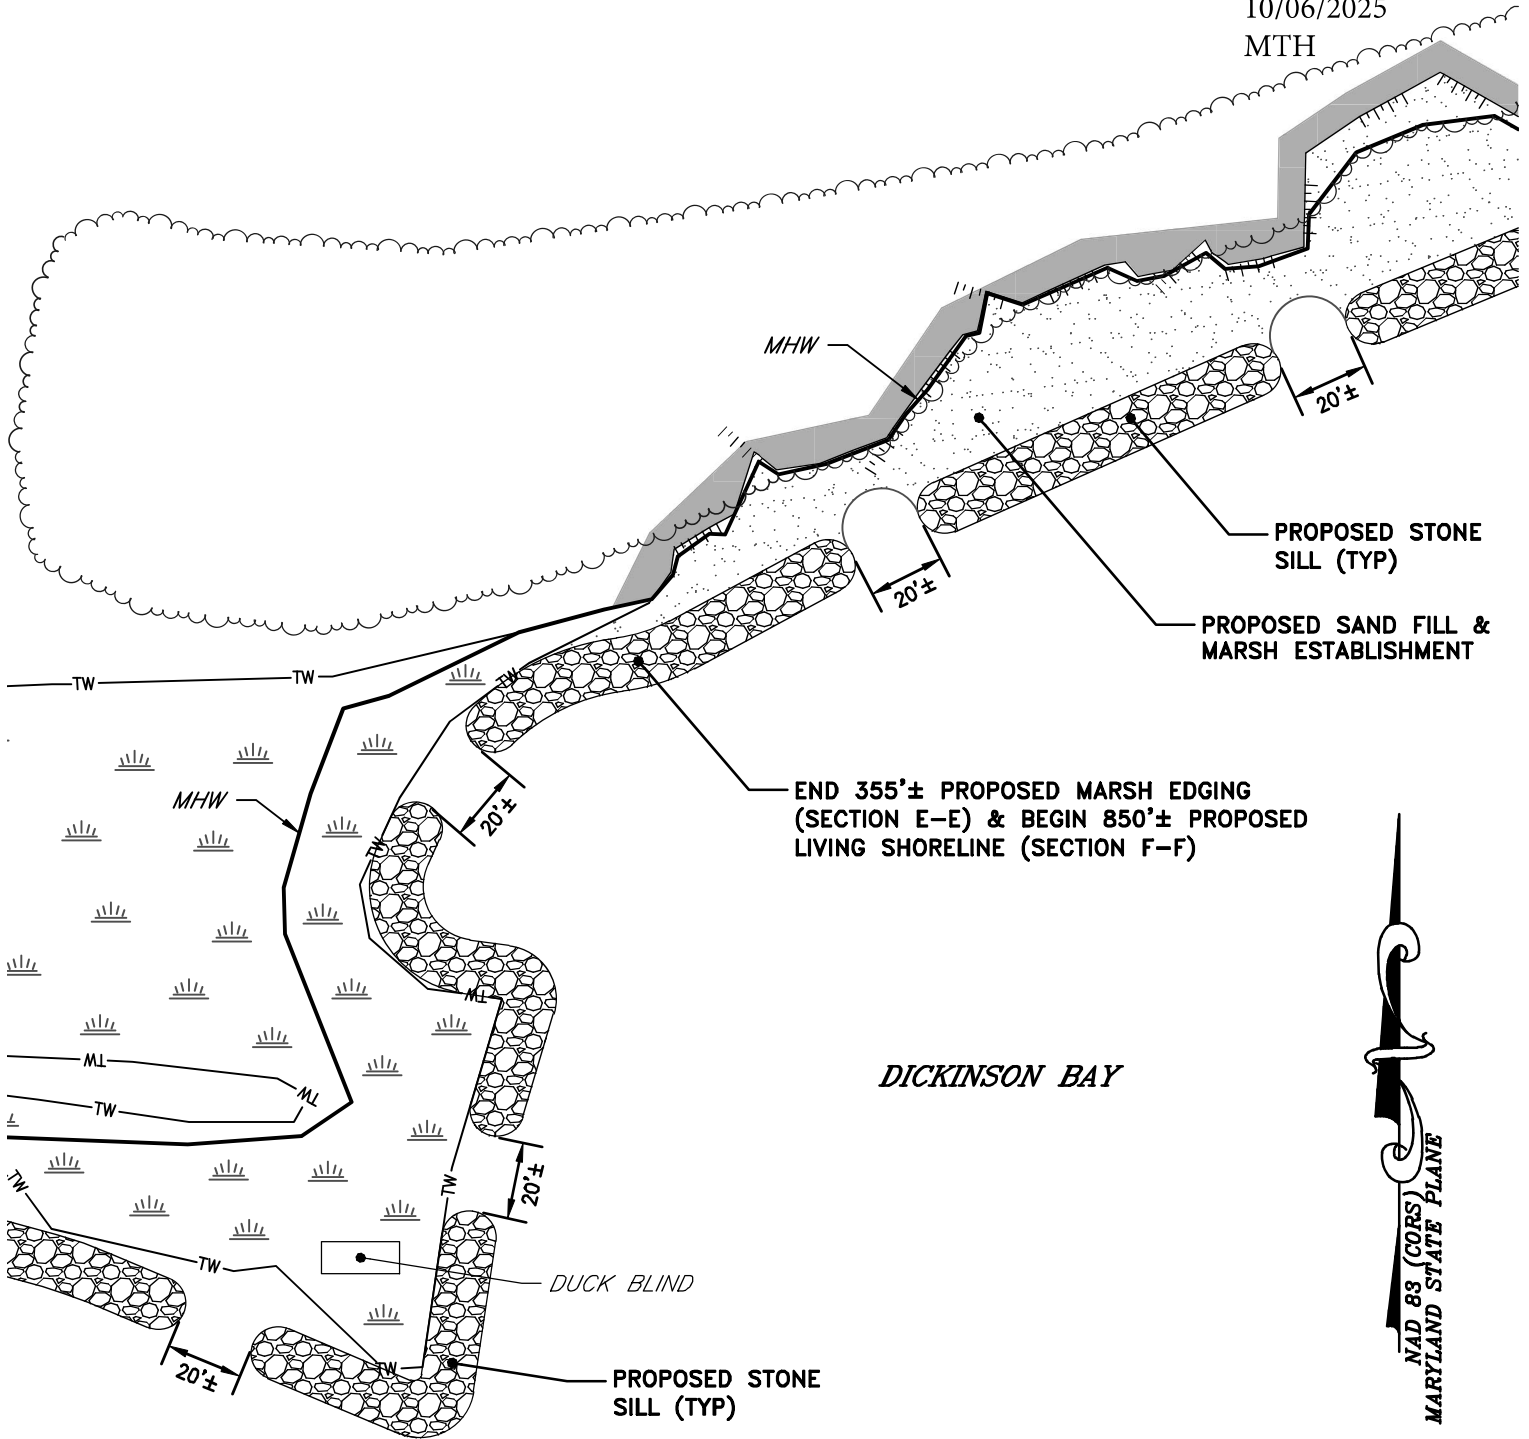 10/06/2025
MTH
MHW
20'±
PROPOSED STONE
SILL (TYP)
20'±
PROPOSED SAND FILL &
MARSH ESTABLISHMENT
TW
TW
TW
END 355'± PROPOSED MARSH EDGING
(SECTION E-E) & BEGIN 850'± PROPOSED
LIVING SHORELINE (SECTION F-F)
MHW
20'±
TW
TW
DICKINSON BAY
TW
TW
TW
TW
TW
20'±
TW
DUCK BLIND
TW
20'±
PROPOSED STONE
SILL (TYP)
NAD 83 (CORS)
MARYLAND STATE PLANE